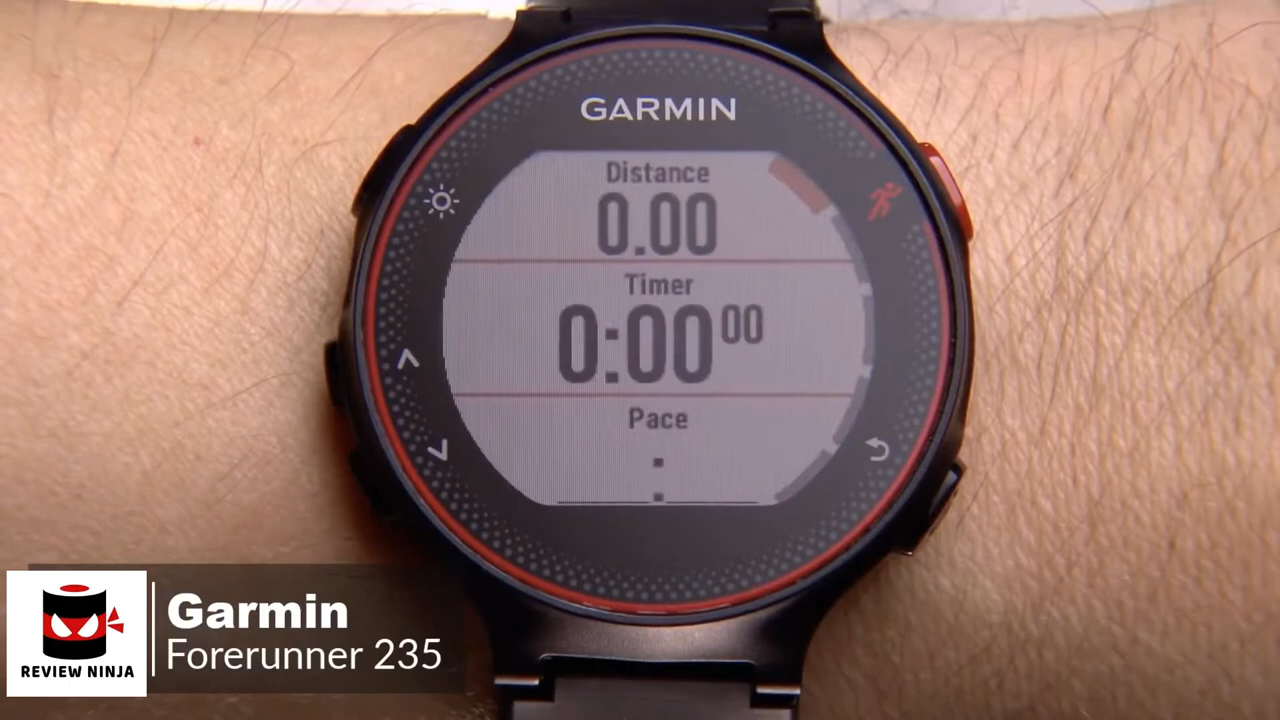 GARMIN
Distance
0.00
Timer
0:00 00
Pace
Garmin
Forerunner 235
REVIEW NINJA